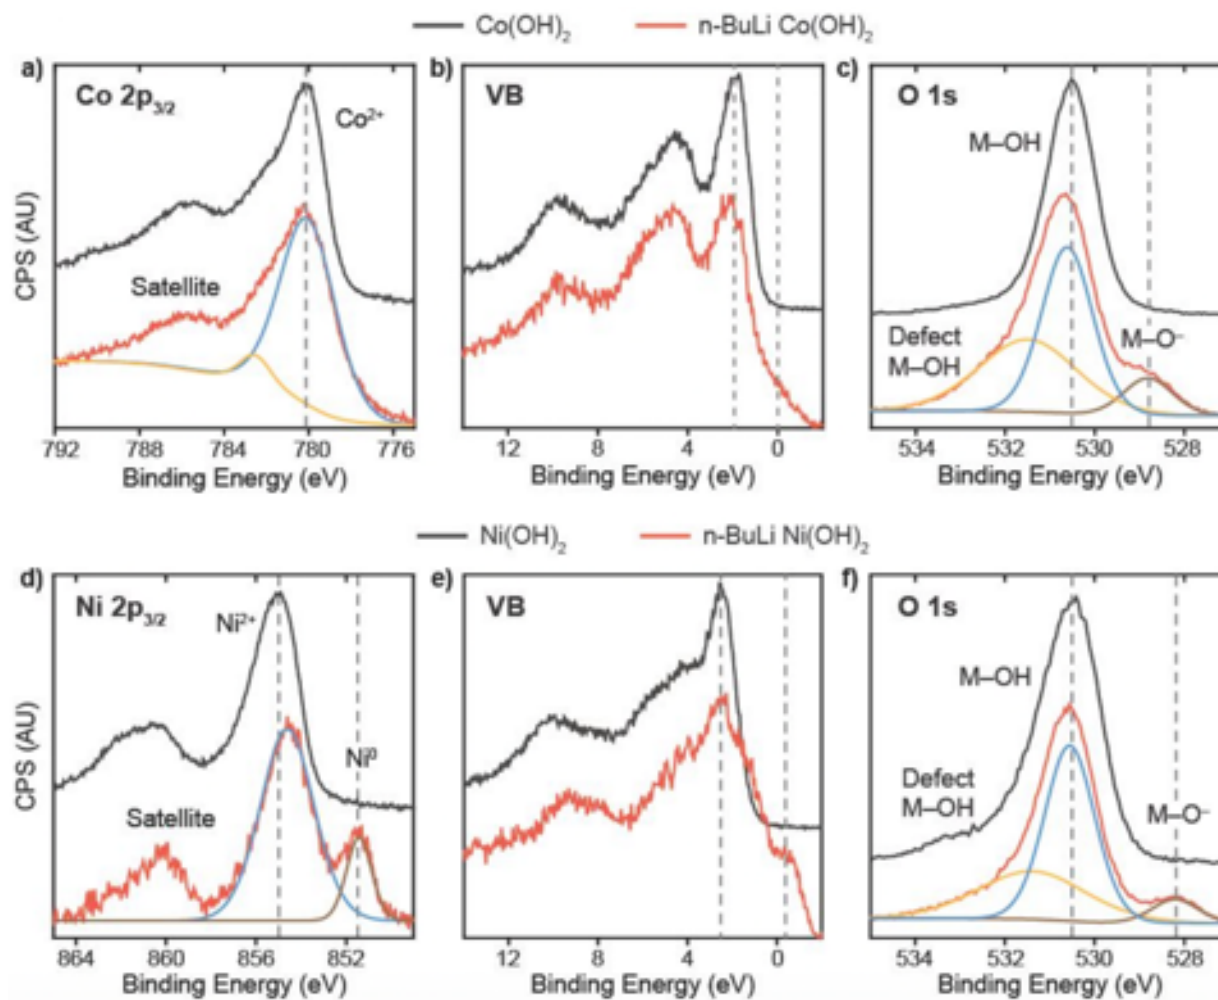 Co(OH)₂ n-BuLi Co(OH)₂
a) b) c)
Co 2p₃/₂ VB O 1s
Co²⁺
M–OH
CPS (AU)
Satellite
Defect
M–OH
M–O⁻
792 788 784 780 776 12 8 4 0 534 532 530 528
Binding Energy (eV) Binding Energy (eV) Binding Energy (eV)
Ni(OH)₂ n-BuLi Ni(OH)₂
d) e) f)
Ni 2p₃/₂ VB O 1s
Ni²⁺
M–OH
CPS (AU)
Ni⁰
Satellite
Defect
M–OH
M–O⁻
864 860 856 852 12 8 4 0 534 532 530 528
Binding Energy (eV) Binding Energy (eV) Binding Energy (eV)